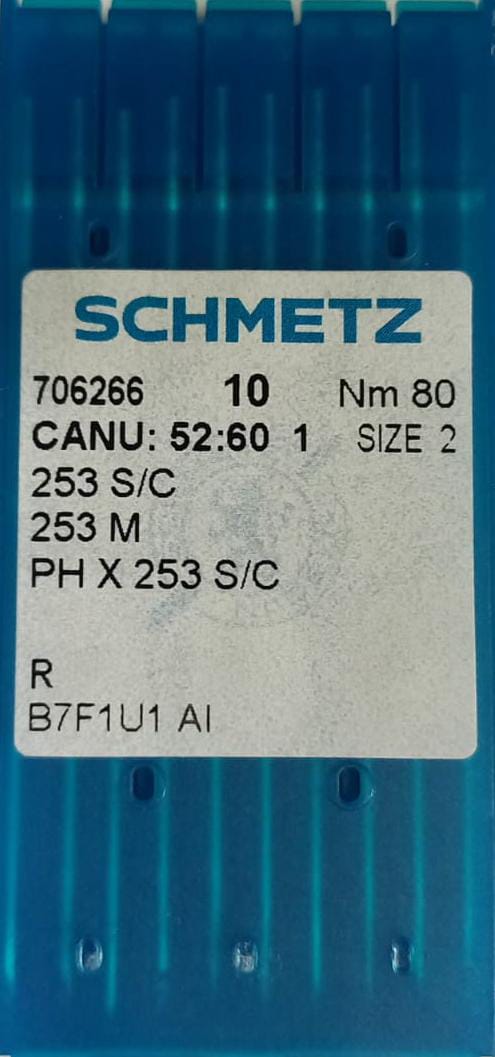 SCHMETZ
706266 10 Nm 80
CANU: 52:60 1 SIZE 2
253 S/C
253 M
PH X 253 S/C
R
B7F1U1 AI